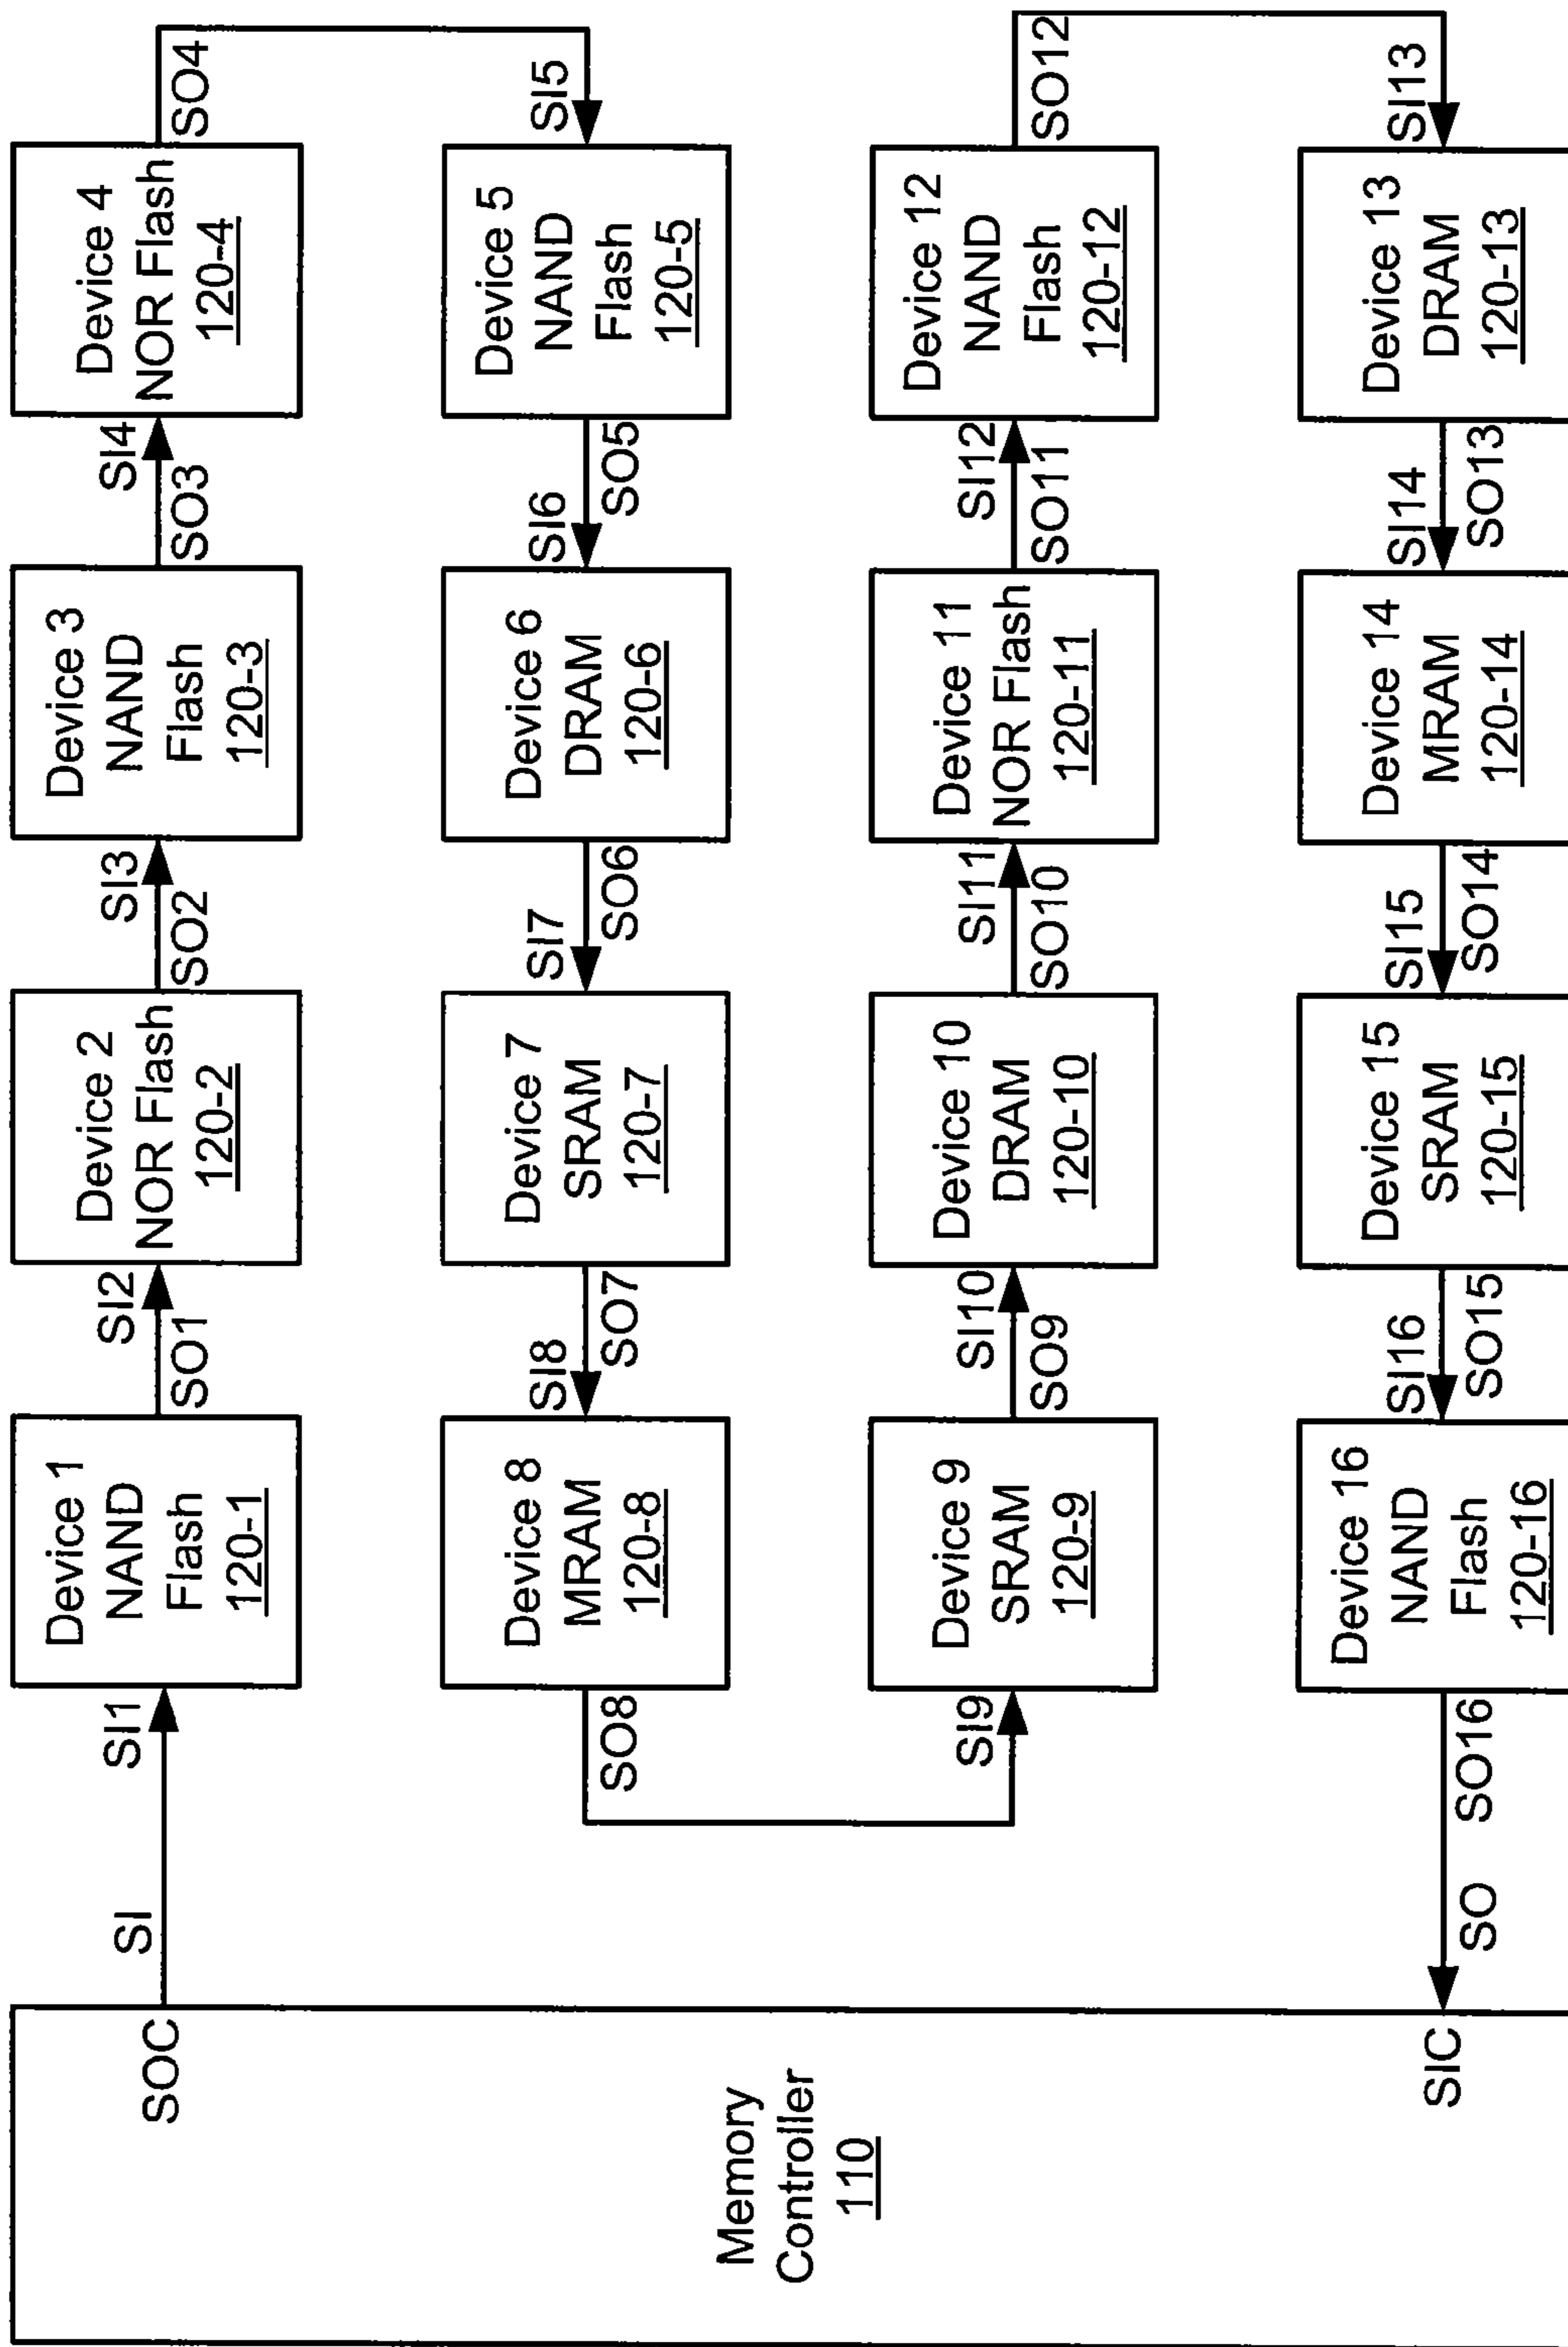 Memory
Controller
110
SOC
SIC
SI
SI1
Device 1
NAND
Flash
120-1
SO1
SI2
Device 2
NOR Flash
120-2
SO2
SI3
Device 3
NAND
Flash
120-3
SO3
SI4
Device 4
NOR Flash
120-4
SO4
SI5
Device 5
NAND
Flash
120-5
SO5
SI6
Device 6
DRAM
120-6
SO6
SI7
Device 7
SRAM
120-7
SO7
SI8
Device 8
MRAM
120-8
SO8
SI9
Device 9
SRAM
120-9
SO9
SI10
Device 10
DRAM
120-10
SO10
SI11
Device 11
NOR Flash
120-11
SO11
SI12
Device 12
NAND
Flash
120-12
SO12
SI13
Device 13
DRAM
120-13
SO13
SI14
Device 14
MRAM
120-14
SO14
SI15
Device 15
SRAM
120-15
SO15
SI16
Device 16
NAND
Flash
120-16
SO16
SO